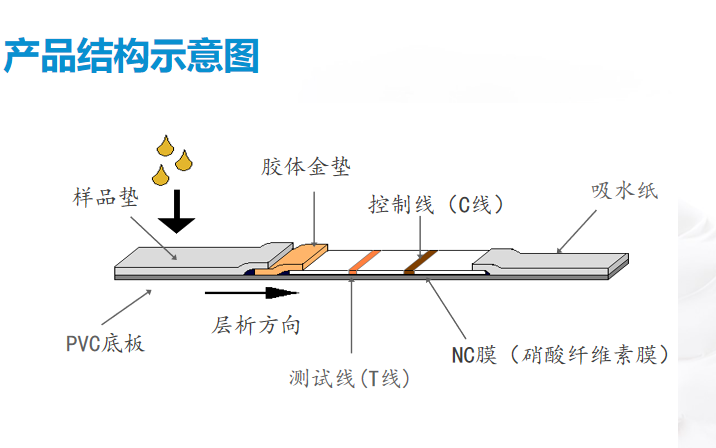 产品结构示意图
胶体金垫
样品垫
控制线（C线）
吸水纸
层析方向
PVC底板
NC膜（硝酸纤维素膜）
测试线(T线)